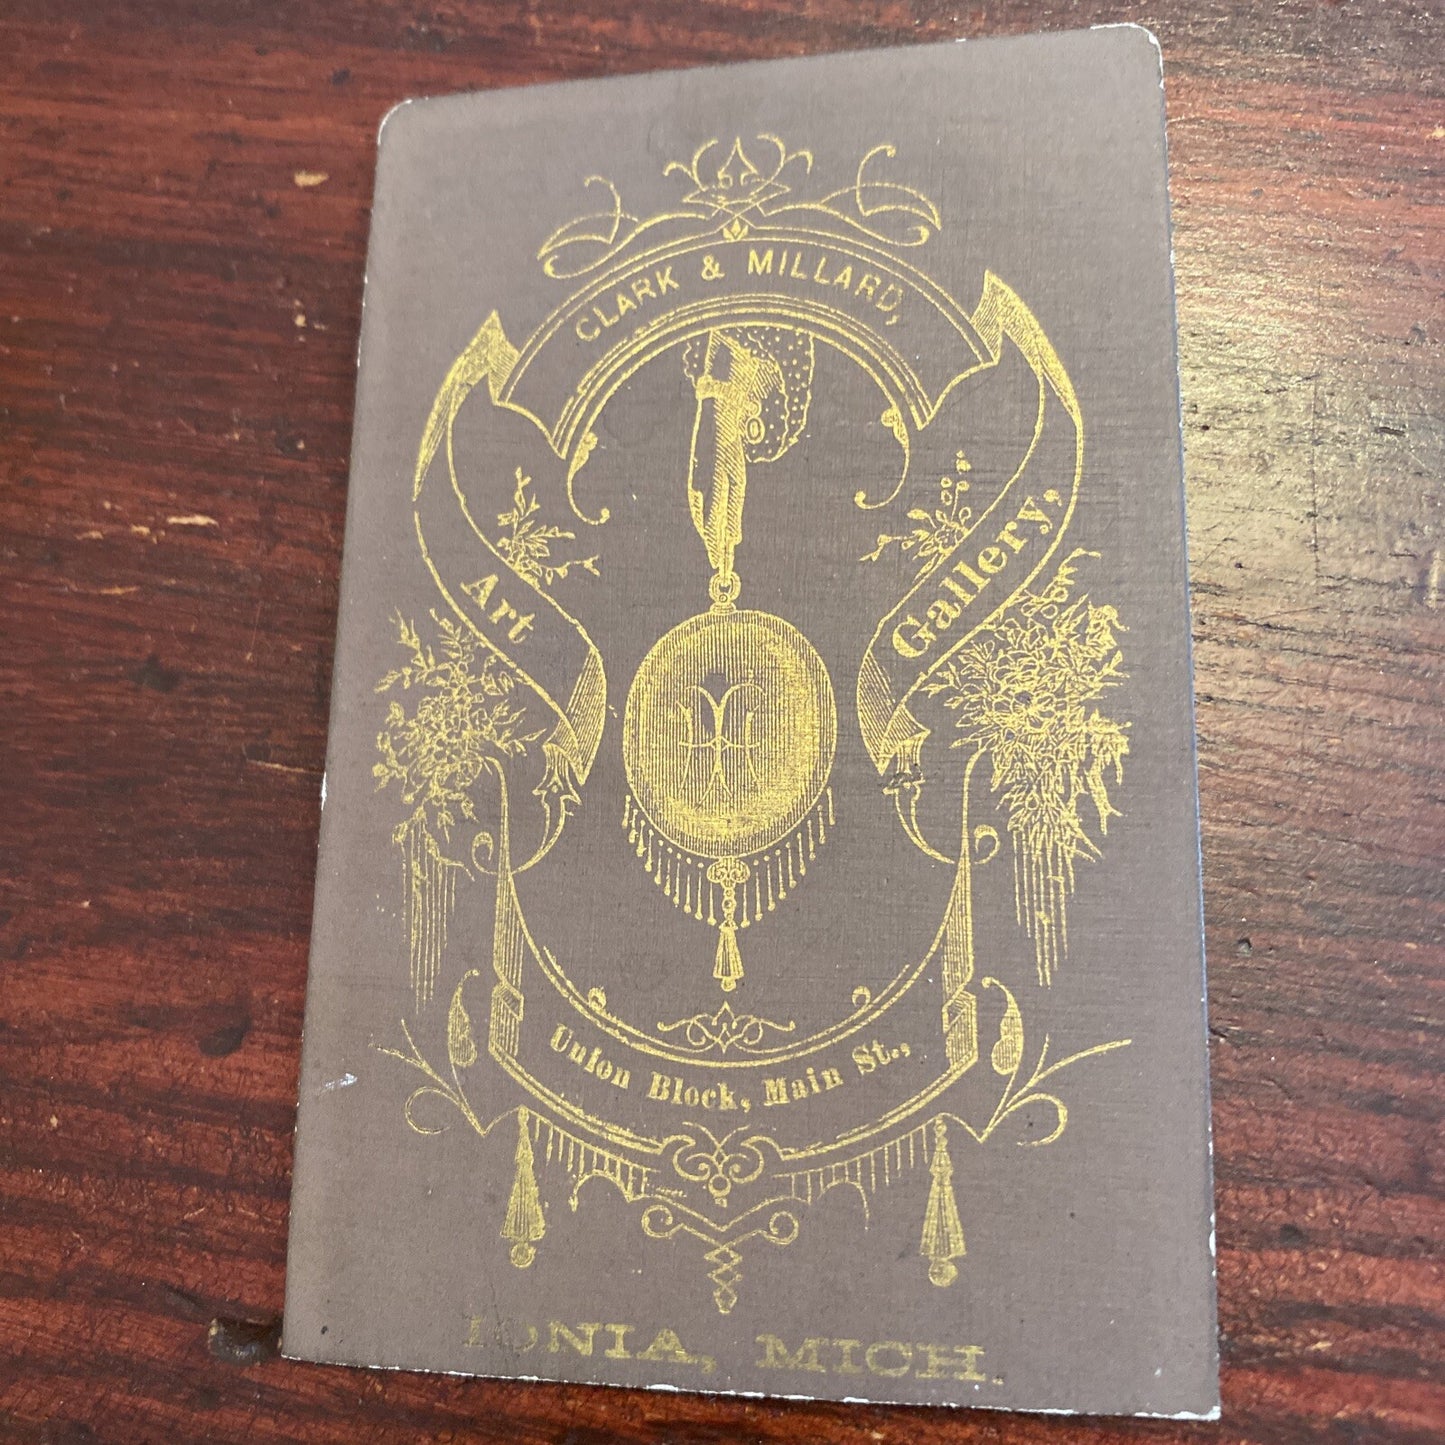 CLARK & MILLARD,
Art Gallery,
Union Block, Main St.,
IONIA, MICH.